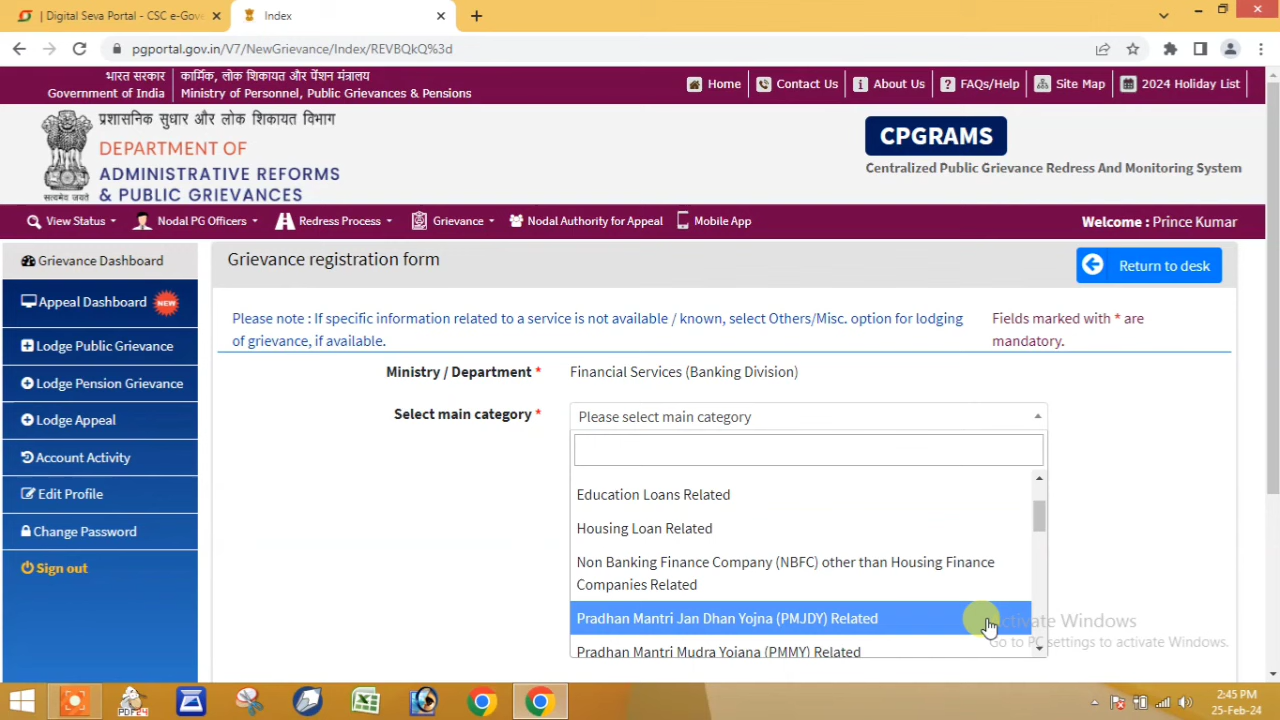 | Digital Seva Portal - CSC e-Gov
Index
pgportal.gov.in/V7/NewGrievance/Index/REVBQkQ%3d
भारत सरकार
Government of India
कार्मिक, लोक शिकायत और पेंशन मंत्रालय
Ministry of Personnel, Public Grievances & Pensions
Home
Contact Us
About Us
FAQs/Help
Site Map
2024 Holiday List
प्रशासनिक सुधार और लोक शिकायत विभाग
DEPARTMENT OF
ADMINISTRATIVE REFORMS
& PUBLIC GRIEVANCES
सत्यमेव जयते
CPGRAMS
Centralized Public Grievance Redress And Monitoring System
View Status
Nodal PG Officers
Redress Process
Grievance
Nodal Authority for Appeal
Mobile App
Welcome : Prince Kumar
Grievance Dashboard
Appeal Dashboard NEW
Lodge Public Grievance
Lodge Pension Grievance
Lodge Appeal
Account Activity
Edit Profile
Change Password
Sign out
Grievance registration form
Return to desk
Please note : If specific information related to a service is not available / known, select Others/Misc. option for lodging
of grievance, if available.
Fields marked with * are
mandatory.
Ministry / Department * Financial Services (Banking Division)
Select main category * Please select main category
Education Loans Related
Housing Loan Related
Non Banking Finance Company (NBFC) other than Housing Finance
Companies Related
Pradhan Mantri Jan Dhan Yojna (PMJDY) Related
Pradhan Mantri Mudra Yojana (PMMY) Related
Activate Windows
Go to PC settings to activate Windows.
PDF24
2:45 PM
25-Feb-24